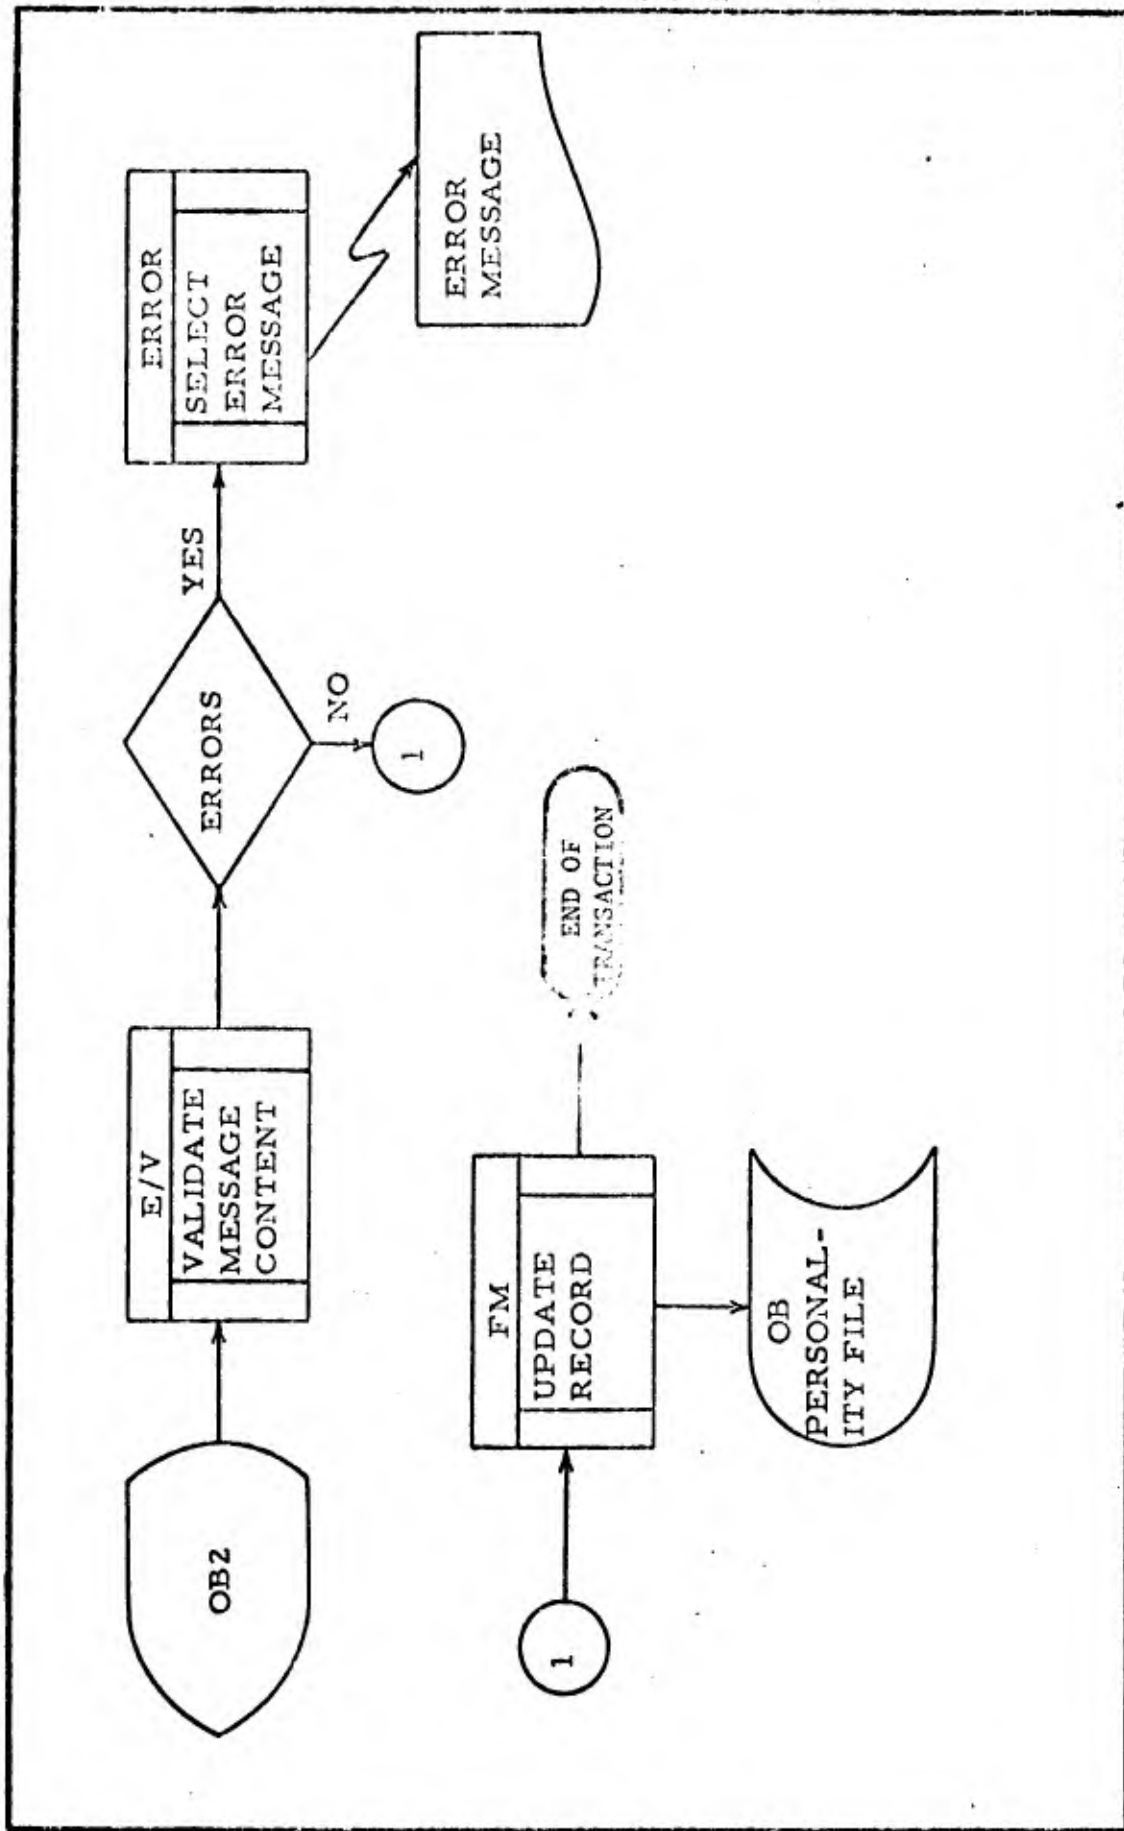 OB2
E/V
VALIDATE
MESSAGE
CONTENT
ERRORS
YES
NO
1
ERROR
SELECT
ERROR
MESSAGE
ERROR
MESSAGE
1
FM
UPDATE
RECORD
END OF
TRANSACTION
OB
PERSONAL-
ITY FILE